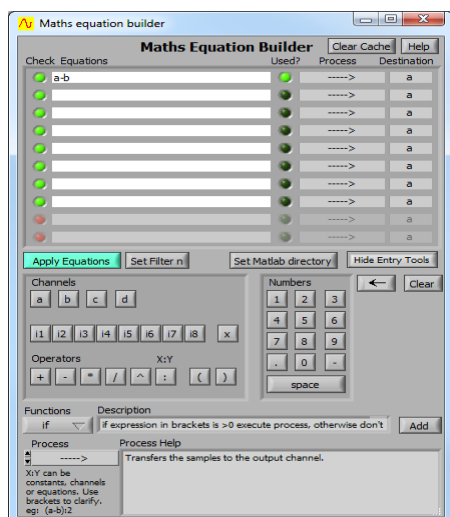 Maths equation builder
Maths Equation Builder Clear Cache Help
Check Equations Used? Process Destination
a-b -----> a
-----> a
-----> a
-----> a
-----> a
-----> a
-----> a
-----> a
-----> a
-----> a
Apply Equations Set Filter n Set Matlab directory Hide Entry Tools
Channels Numbers ← Clear
a b c d 1 2 3
4 5 6
i1 i2 i3 i4 i5 i6 i7 i8 x 7 8 9
Operators X:Y . 0 -
+ - * / ^ : ( ) space
Functions Description
if if expression in brackets is >0 execute process, otherwise don't Add
Process Process Help
-----> Transfers the samples to the output channel.
X:Y can be
constants, channels
or equations. Use
brackets to clarify.
eg: (a-b):2